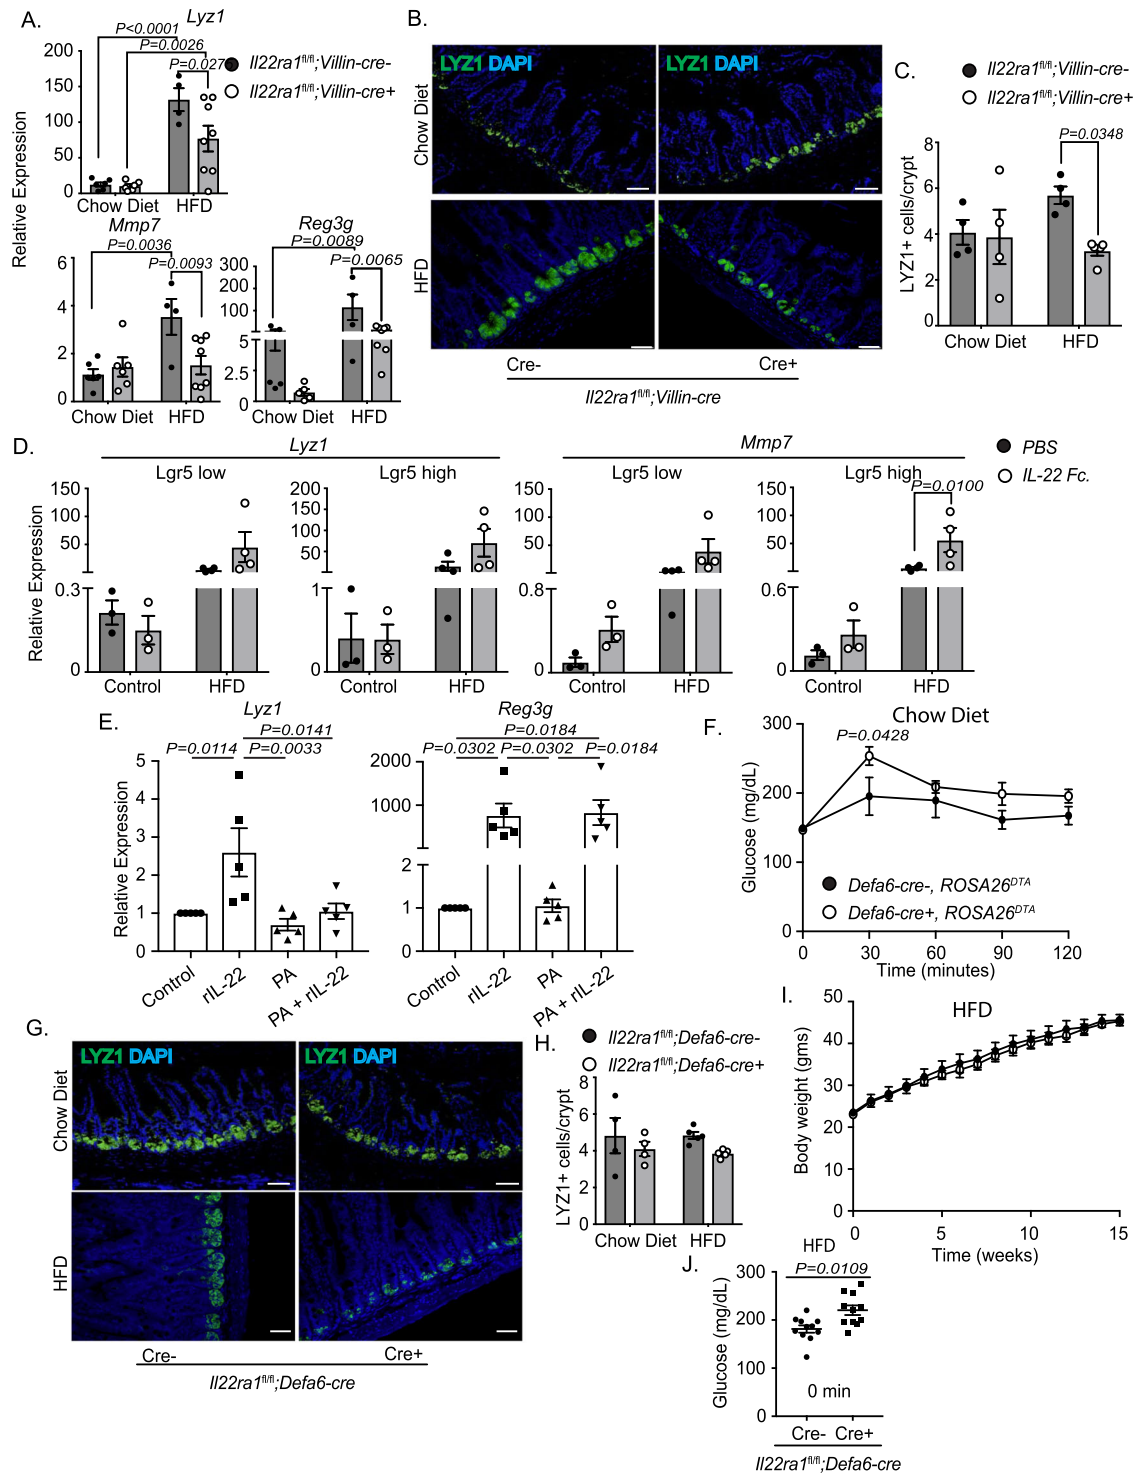 A.
Lyz1
P<0.0001
P=0.0026
P=0.0275
Il22ra1fl/fl;Villin-cre-
Il22ra1fl/fl;Villin-cre+
200
150
100
50
0
Chow Diet HFD
Relative Expression
Mmp7
P=0.0036
P=0.0093
6
4
2
0
Chow Diet HFD
Reg3g
P=0.0089
P=0.0065
300
200
100
5
2.5
0
Chow Diet HFD
B.
LYZ1 DAPI
LYZ1 DAPI
Chow Diet
HFD
Cre-
Cre+
Il22ra1fl/fl;Villin-cre
C.
Il22ra1fl/fl;Villin-cre-
Il22ra1fl/fl;Villin-cre+
P=0.0348
LYZ1+ cells/crypt
8
6
4
2
0
Chow Diet HFD
D.
Lyz1
Mmp7
PBS
IL-22 Fc.
Lgr5 low
Lgr5 high
Lgr5 low
Lgr5 high
P=0.0100
Relative Expression
150
100
50
0.3
0
Control HFD
200
150
100
50
1
0
Control HFD
150
100
50
0.8
0
Control HFD
150
100
50
0.6
0
Control HFD
E.
Lyz1
P=0.0141
P=0.0114 P=0.0033
Relative Expression
5
4
3
2
1
0
Control
rIL-22
PA
PA + rIL-22
Reg3g
P=0.0184
P=0.0302 P=0.0302 P=0.0184
2000
1000
1
0
Control
rIL-22
PA
PA + rIL-22
F.
Chow Diet
P=0.0428
Glucose (mg/dL)
300
200
100
0
Defa6-cre-, ROSA26DTA
Defa6-cre+, ROSA26DTA
0 30 60 90 120
Time (minutes)
G.
LYZ1 DAPI
LYZ1 DAPI
Chow Diet
HFD
Cre-
Cre+
Il22ra1fl/fl;Defa6-cre
H.
Il22ra1fl/fl;Defa6-cre-
Il22ra1fl/fl;Defa6-cre+
LYZ1+ cells/crypt
8
6
4
2
0
Chow Diet HFD
I.
HFD
Body weight (gms)
50
40
30
20
10
0 5 10 15
Time (weeks)
J.
HFD
P=0.0109
Glucose (mg/dL)
300
200
100
0
0 min
Cre- Cre+
Il22ra1fl/fl;Defa6-cre